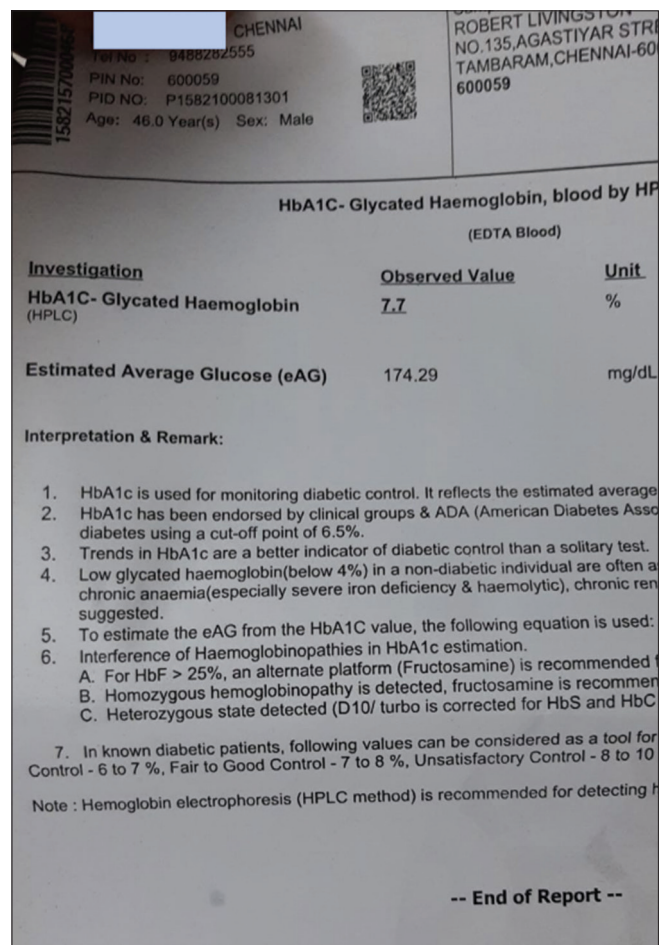 CHENNAI
Tel No : 9488282555
PIN No: 600059
PID NO: P1582100081301
Age: 46.0 Year(s) Sex: Male
ROBERT LIVINGSTON
NO.135,AGASTIYAR STRE
TAMBARAM,CHENNAI-60
600059
HbA1C- Glycated Haemoglobin, blood by HP
(EDTA Blood)
Investigation Observed Value Unit
HbA1C- Glycated Haemoglobin 7.7 %
(HPLC)
Estimated Average Glucose (eAG) 174.29 mg/dL
Interpretation & Remark:
1. HbA1c is used for monitoring diabetic control. It reflects the estimated average
2. HbA1c has been endorsed by clinical groups & ADA (American Diabetes Asso
diabetes using a cut-off point of 6.5%.
3. Trends in HbA1c are a better indicator of diabetic control than a solitary test.
4. Low glycated haemoglobin(below 4%) in a non-diabetic individual are often a
chronic anaemia(especially severe iron deficiency & haemolytic), chronic ren
suggested.
5. To estimate the eAG from the HbA1C value, the following equation is used:
6. Interference of Haemoglobinopathies in HbA1c estimation.
A. For HbF > 25%, an alternate platform (Fructosamine) is recommended f
B. Homozygous hemoglobinopathy is detected, fructosamine is recommen
C. Heterozygous state detected (D10/ turbo is corrected for HbS and HbC
7. In known diabetic patients, following values can be considered as a tool for
Control - 6 to 7 %, Fair to Good Control - 7 to 8 %, Unsatisfactory Control - 8 to 10
Note : Hemoglobin electrophoresis (HPLC method) is recommended for detecting h
-- End of Report --